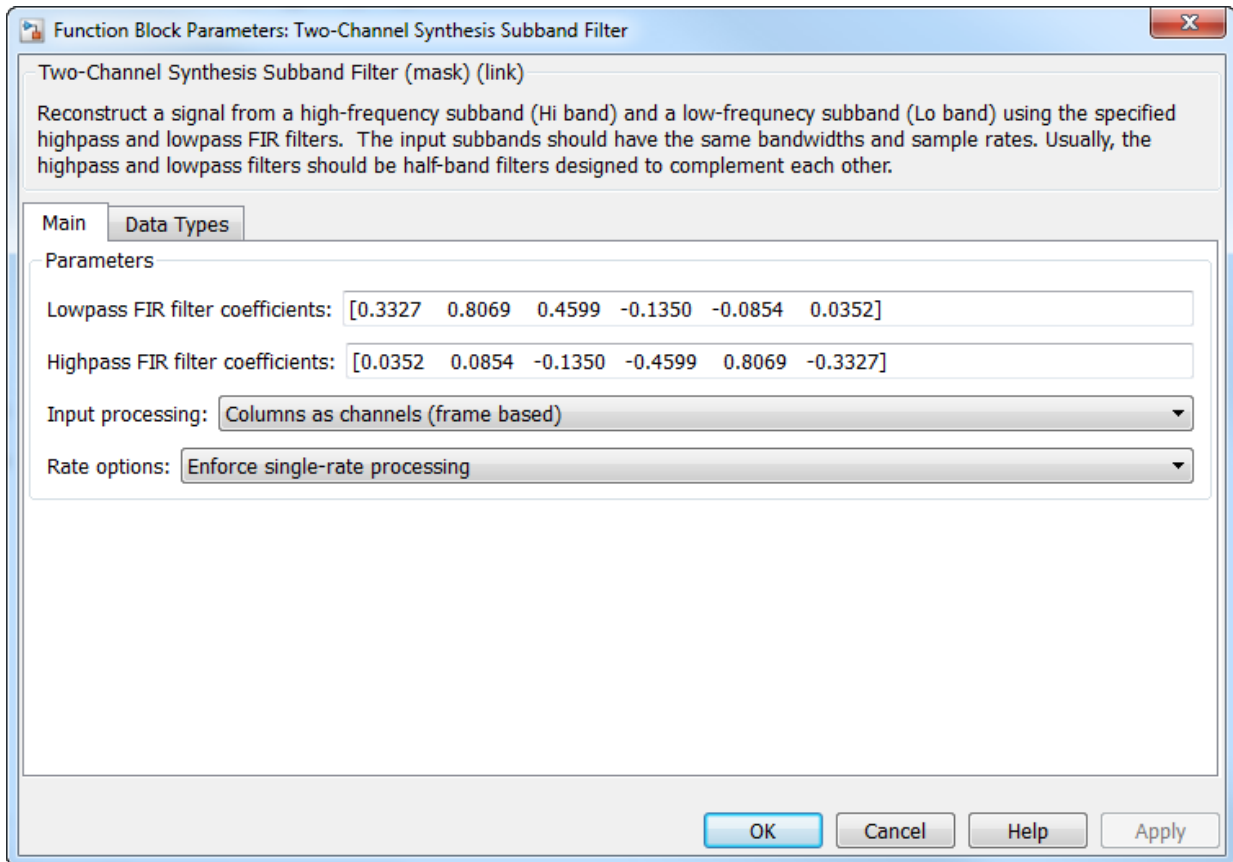 Function Block Parameters: Two-Channel Synthesis Subband Filter
Two-Channel Synthesis Subband Filter (mask) (link)
Reconstruct a signal from a high-frequency subband (Hi band) and a low-frequnecy subband (Lo band) using the specified
highpass and lowpass FIR filters.  The input subbands should have the same bandwidths and sample rates. Usually, the
highpass and lowpass filters should be half-band filters designed to complement each other.
Main Data Types
Parameters
Lowpass FIR filter coefficients: [0.3327 0.8069 0.4599 -0.1350 -0.0854 0.0352]
Highpass FIR filter coefficients: [0.0352 0.0854 -0.1350 -0.4599 0.8069 -0.3327]
Input processing: Columns as channels (frame based)
Rate options: Enforce single-rate processing
OK Cancel Help Apply